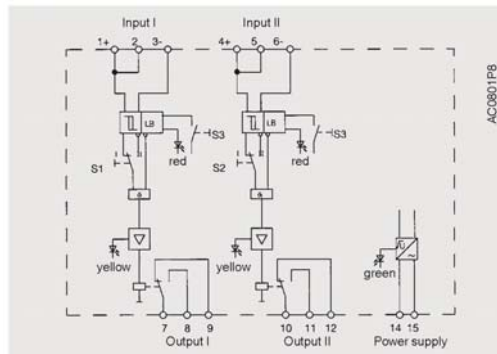 Input I
Input II
1+ 2 3-
4+ 5 6-
LB
LB
S3
S3
red
red
S1
S2
&
&
yellow
yellow
green
7 8 9
10 11 12
14 15
Output I
Output II
Power supply
AC0801P8